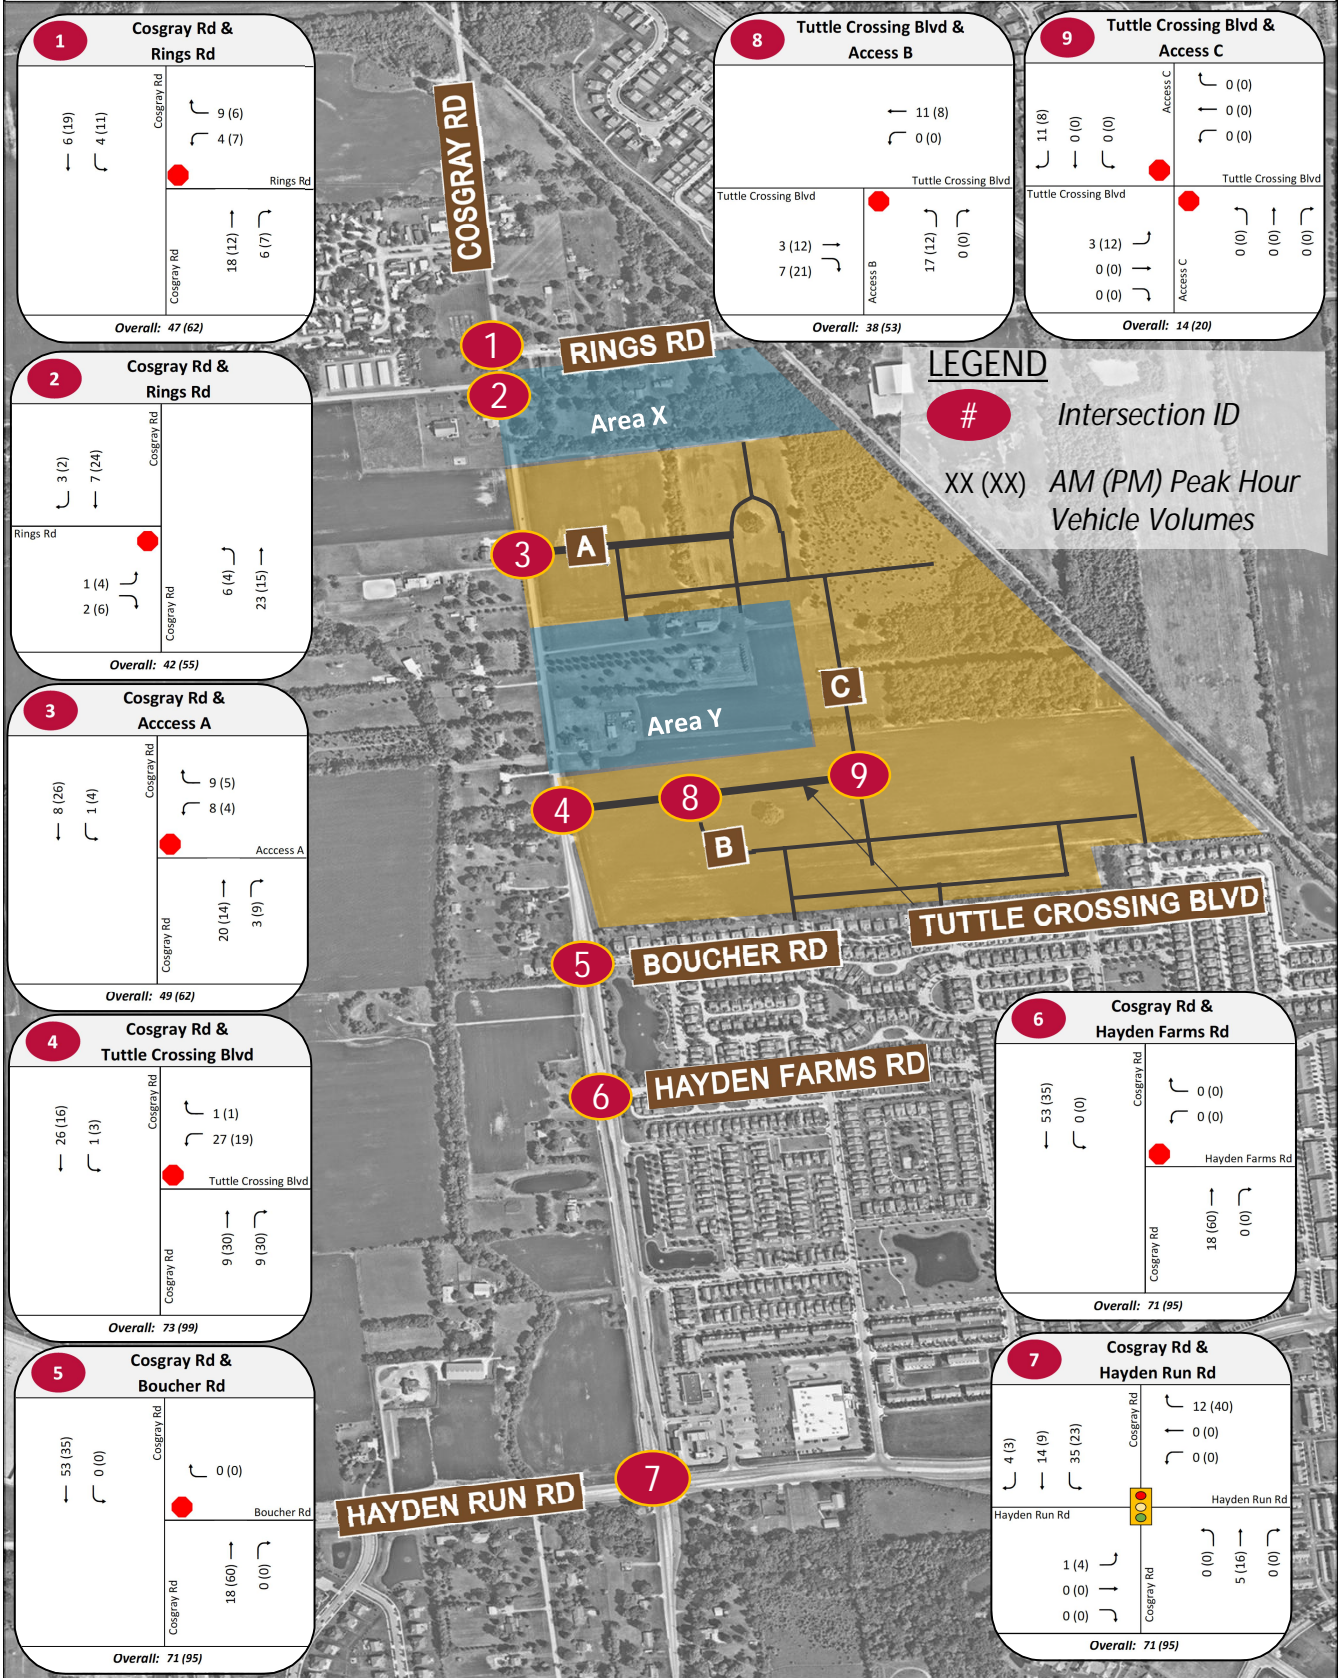 1
Cosgray Rd &
Rings Rd
Cosgray Rd
6 (19)
4 (11)
9 (6)
4 (7)
Rings Rd
18 (12)
6 (7)
Cosgray Rd
Overall: 47 (62)
2
Cosgray Rd &
Rings Rd
Cosgray Rd
3 (2)
7 (24)
Rings Rd
1 (4)
2 (6)
6 (4)
23 (15)
Cosgray Rd
Overall: 42 (55)
3
Cosgray Rd &
Acccess A
Cosgray Rd
8 (26)
1 (4)
9 (5)
8 (4)
Acccess A
20 (14)
3 (9)
Cosgray Rd
Overall: 49 (62)
4
Cosgray Rd &
Tuttle Crossing Blvd
Cosgray Rd
26 (16)
1 (3)
1 (1)
27 (19)
Tuttle Crossing Blvd
9 (30)
9 (30)
Cosgray Rd
Overall: 73 (99)
5
Cosgray Rd &
Boucher Rd
Cosgray Rd
53 (35)
0 (0)
0 (0)
Boucher Rd
18 (60)
0 (0)
Cosgray Rd
Overall: 71 (95)
8
Tuttle Crossing Blvd &
Access B
11 (8)
0 (0)
Tuttle Crossing Blvd
Tuttle Crossing Blvd
3 (12)
7 (21)
Access B
17 (12)
0 (0)
Overall: 38 (53)
9
Tuttle Crossing Blvd &
Access C
Access C
11 (8)
0 (0)
0 (0)
0 (0)
0 (0)
0 (0)
Tuttle Crossing Blvd
Tuttle Crossing Blvd
3 (12)
0 (0)
0 (0)
Access C
0 (0)
0 (0)
0 (0)
Overall: 14 (20)
LEGEND
# Intersection ID
XX (XX) AM (PM) Peak Hour
Vehicle Volumes
COSGRAY RD
1
RINGS RD
2
Area X
3
A
C
Area Y
9
8
4
B
TUTTLE CROSSING BLVD
5
BOUCHER RD
6
HAYDEN FARMS RD
7
HAYDEN RUN RD
6
Cosgray Rd &
Hayden Farms Rd
Cosgray Rd
53 (35)
0 (0)
0 (0)
0 (0)
Hayden Farms Rd
18 (60)
0 (0)
Cosgray Rd
Overall: 71 (95)
7
Cosgray Rd &
Hayden Run Rd
Cosgray Rd
4 (3)
14 (9)
35 (23)
12 (40)
0 (0)
0 (0)
Hayden Run Rd
Hayden Run Rd
1 (4)
0 (0)
0 (0)
Cosgray Rd
0 (0)
5 (16)
0 (0)
Overall: 71 (95)